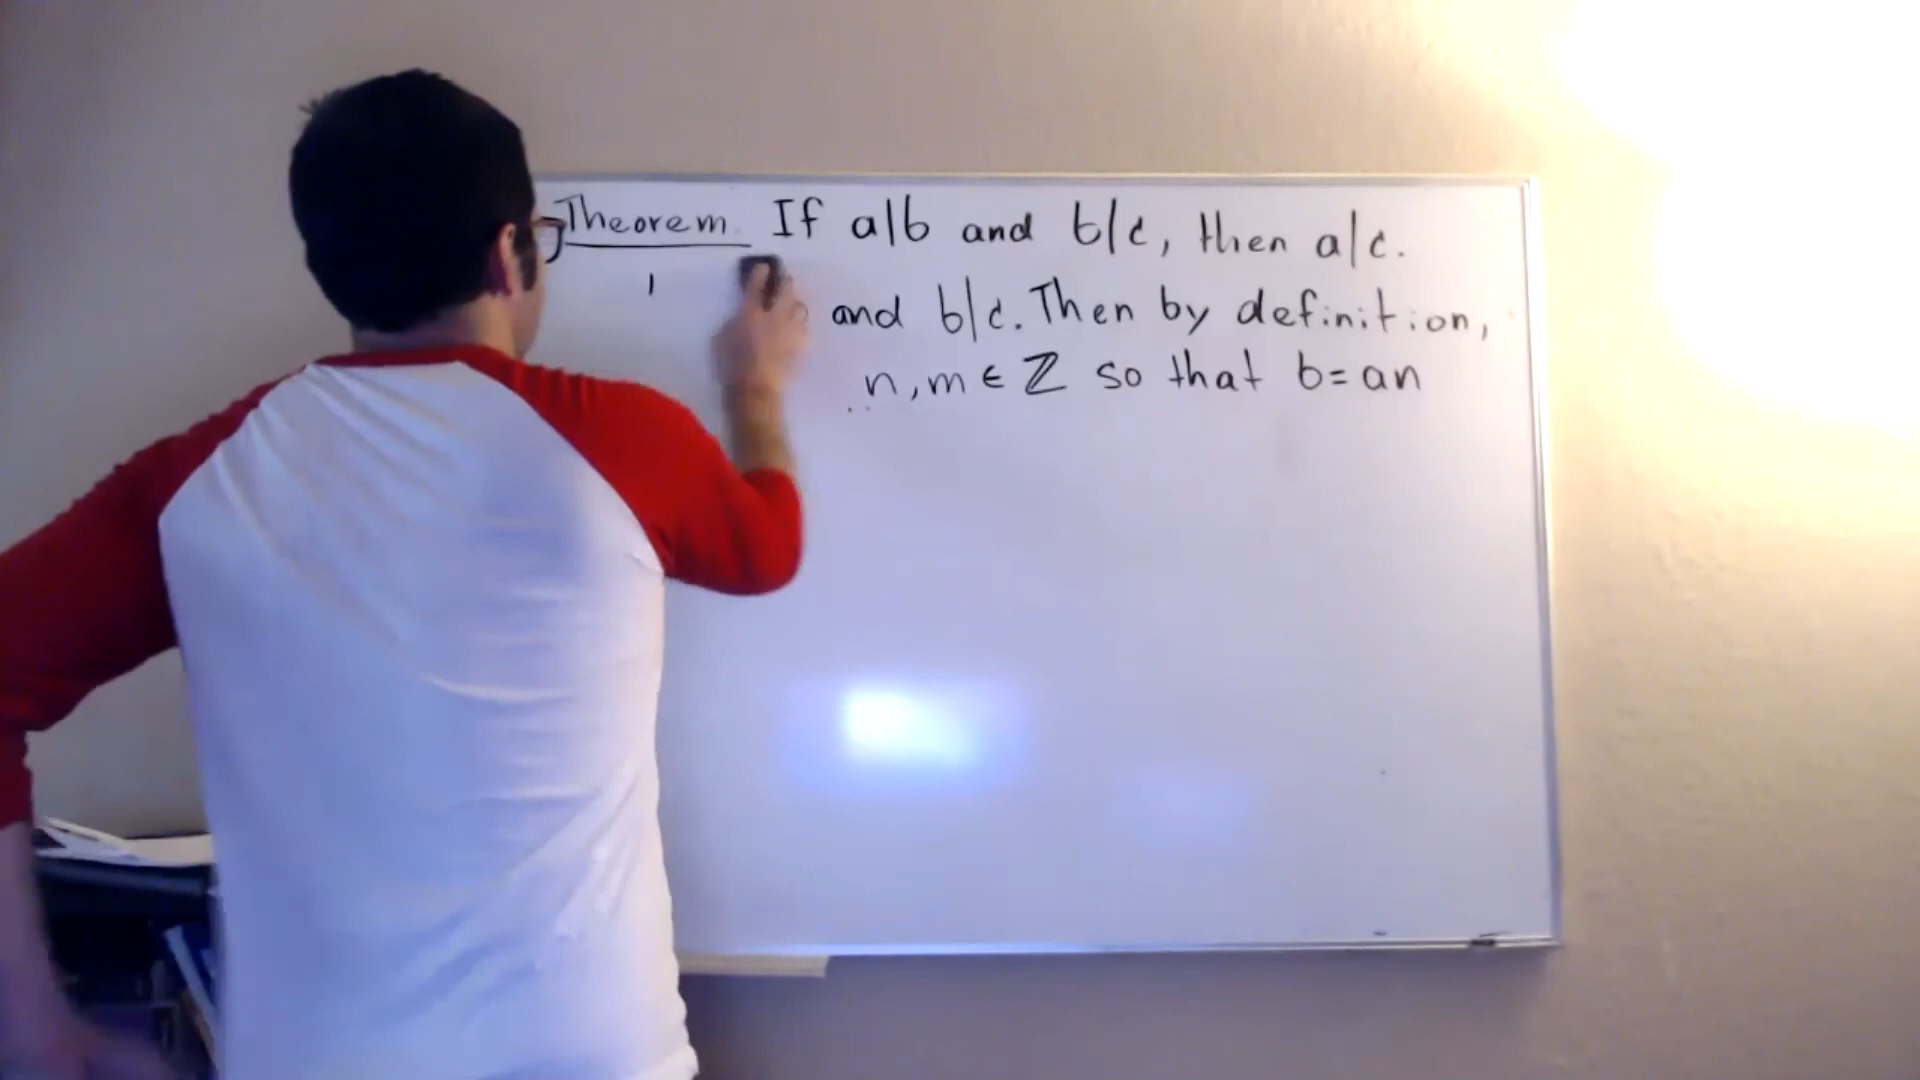 Theorem. If a|b and b|c, then a|c.
and b|c. Then by definition,
n, m ∈ ℤ so that b=an